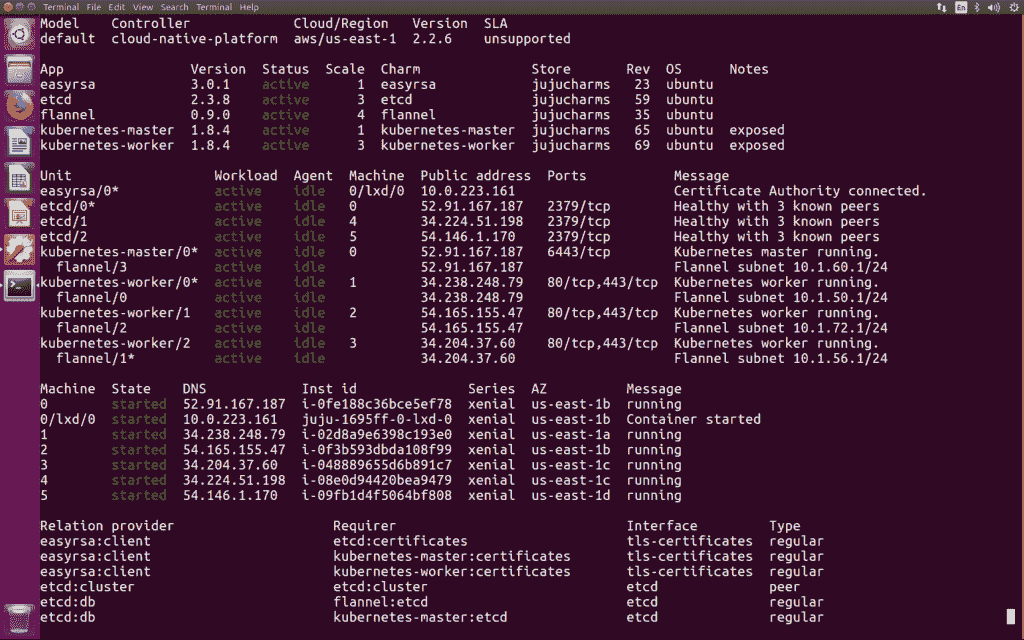 Terminal File Edit View Search Terminal Help En
Model Controller Cloud/Region Version SLA
default cloud-native-platform aws/us-east-1 2.2.6 unsupported
App Version Status Scale Charm Store Rev OS Notes
easyrsa 3.0.1 active 1 easyrsa jujucharms 23 ubuntu
etcd 2.3.8 active 3 etcd jujucharms 59 ubuntu
flannel 0.9.0 active 4 flannel jujucharms 35 ubuntu
kubernetes-master 1.8.4 active 1 kubernetes-master jujucharms 65 ubuntu exposed
kubernetes-worker 1.8.4 active 3 kubernetes-worker jujucharms 69 ubuntu exposed
Unit Workload Agent Machine Public address Ports Message
easyrsa/0* active idle 0/lxd/0 10.0.223.161 Certificate Authority connected.
etcd/0* active idle 0 52.91.167.187 2379/tcp Healthy with 3 known peers
etcd/1 active idle 4 34.224.51.198 2379/tcp Healthy with 3 known peers
etcd/2 active idle 5 54.146.1.170 2379/tcp Healthy with 3 known peers
kubernetes-master/0* active idle 0 52.91.167.187 6443/tcp Kubernetes master running.
flannel/3 active idle 52.91.167.187 Flannel subnet 10.1.60.1/24
kubernetes-worker/0* active idle 1 34.238.248.79 80/tcp,443/tcp Kubernetes worker running.
flannel/0 active idle 34.238.248.79 Flannel subnet 10.1.50.1/24
kubernetes-worker/1 active idle 2 54.165.155.47 80/tcp,443/tcp Kubernetes worker running.
flannel/2 active idle 54.165.155.47 Flannel subnet 10.1.72.1/24
kubernetes-worker/2 active idle 3 34.204.37.60 80/tcp,443/tcp Kubernetes worker running.
flannel/1* active idle 34.204.37.60 Flannel subnet 10.1.56.1/24
Machine State DNS Inst id Series AZ Message
0 started 52.91.167.187 i-0fe188c36bce5ef78 xenial us-east-1b running
0/lxd/0 started 10.0.223.161 juju-1695ff-0-lxd-0 xenial us-east-1b Container started
1 started 34.238.248.79 i-02d8a9e6398c193e0 xenial us-east-1a running
2 started 54.165.155.47 i-0f3b593dbda108f99 xenial us-east-1b running
3 started 34.204.37.60 i-048889655d6b891c7 xenial us-east-1c running
4 started 34.224.51.198 i-08e0d94420bea9479 xenial us-east-1c running
5 started 54.146.1.170 i-09fb1d4f5064bf808 xenial us-east-1d running
Relation provider Requirer Interface Type
easyrsa:client etcd:certificates tls-certificates regular
easyrsa:client kubernetes-master:certificates tls-certificates regular
easyrsa:client kubernetes-worker:certificates tls-certificates regular
etcd:cluster etcd:cluster etcd peer
etcd:db flannel:etcd etcd regular
etcd:db kubernetes-master:etcd etcd regular